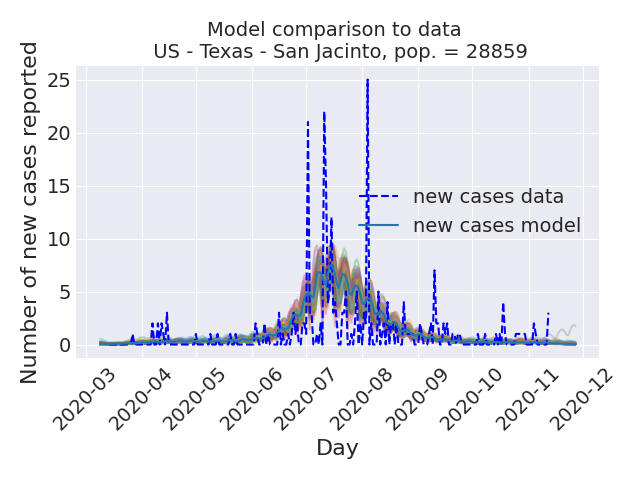 Model comparison to data
US - Texas - San Jacinto, pop. = 28859
Number of new cases reported
25
20
15
10
5
0
new cases data
new cases model
2020-03
2020-04
2020-05
2020-06
2020-07
2020-08
2020-09
2020-10
2020-11
2020-12
Day